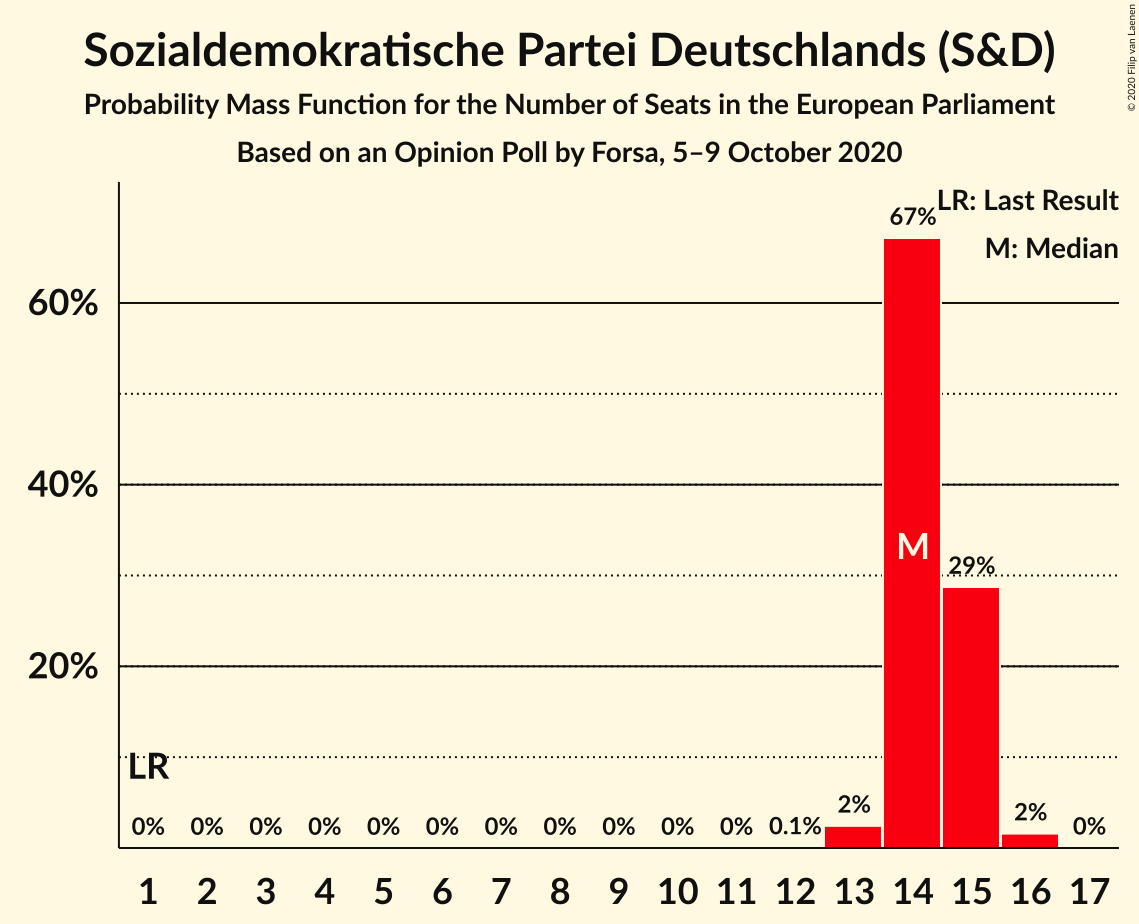 Sozialdemokratische Partei Deutschlands (S&D)
Probability Mass Function for the Number of Seats in the European Parliament
Based on an Opinion Poll by Forsa, 5–9 October 2020
© 2020 Filip van Laenen
LR: Last Result
M: Median
67%
60%
40%
M
29%
20%
LR
0% 0% 0% 0% 0% 0% 0% 0% 0% 0% 0% 0.1% 2% 2% 0%
1 2 3 4 5 6 7 8 9 10 11 12 13 14 15 16 17